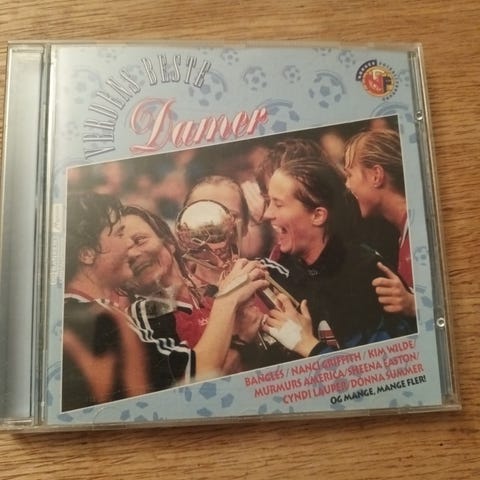 VERDENS BESTE
Damer
BANGLES / NANCI GRIFFITH / KIM WILDE/
MURMURS AMERICA/SHEENA EASTON/
CYNDI LAUPER/DONNA SUMMER
OG MANGE, MANGE FLER!